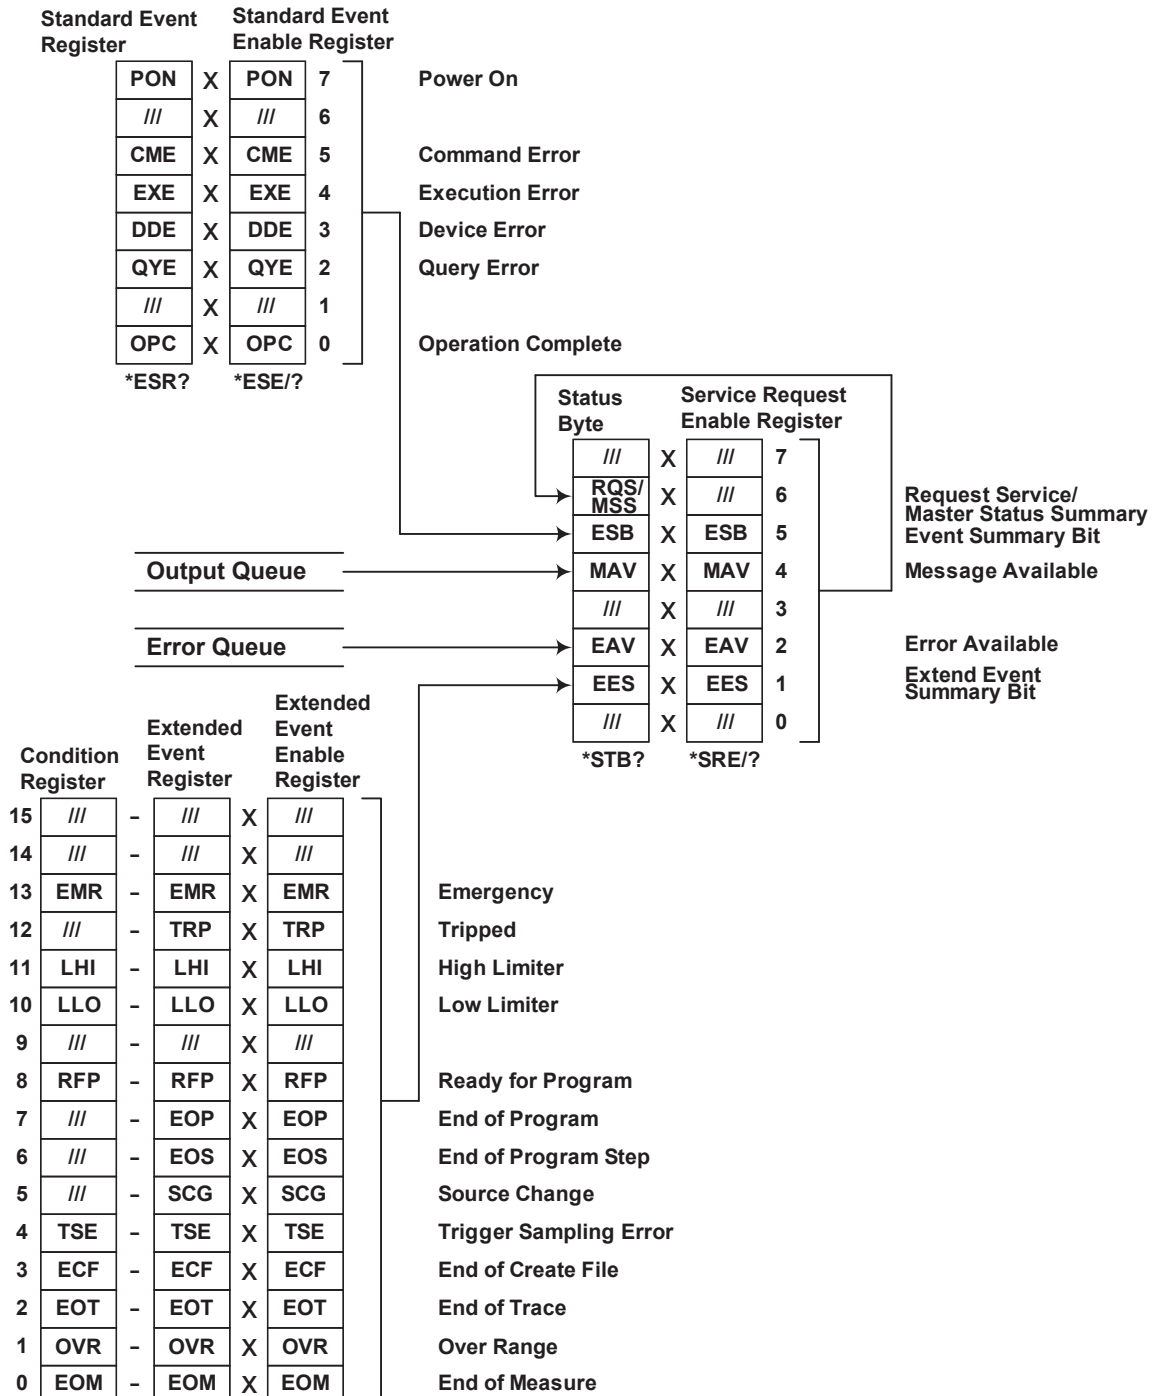 Standard Event
Register
Standard Event
Enable Register
PON X PON 7 Power On
/// X /// 6
CME X CME 5 Command Error
EXE X EXE 4 Execution Error
DDE X DDE 3 Device Error
QYE X QYE 2 Query Error
/// X /// 1
OPC X OPC 0 Operation Complete
*ESR? *ESE/?
Status
Byte
Service Request
Enable Register
/// X /// 7
RQS/
MSS X /// 6 Request Service/
Master Status Summary
ESB X ESB 5 Event Summary Bit
Output Queue MAV X MAV 4 Message Available
/// X /// 3
Error Queue EAV X EAV 2 Error Available
EES X EES 1 Extend Event
Summary Bit
/// X /// 0
*STB? *SRE/?
Condition
Register
Extended
Event
Register
Extended
Event
Enable
Register
15 /// - /// X ///
14 /// - /// X ///
13 EMR - EMR X EMR Emergency
12 /// - TRP X TRP Tripped
11 LHI - LHI X LHI High Limiter
10 LLO - LLO X LLO Low Limiter
9 /// - /// X ///
8 RFP - RFP X RFP Ready for Program
7 /// - EOP X EOP End of Program
6 /// - EOS X EOS End of Program Step
5 /// - SCG X SCG Source Change
4 TSE - TSE X TSE Trigger Sampling Error
3 ECF - ECF X ECF End of Create File
2 EOT - EOT X EOT End of Trace
1 OVR - OVR X OVR Over Range
0 EOM - EOM X EOM End of Measure